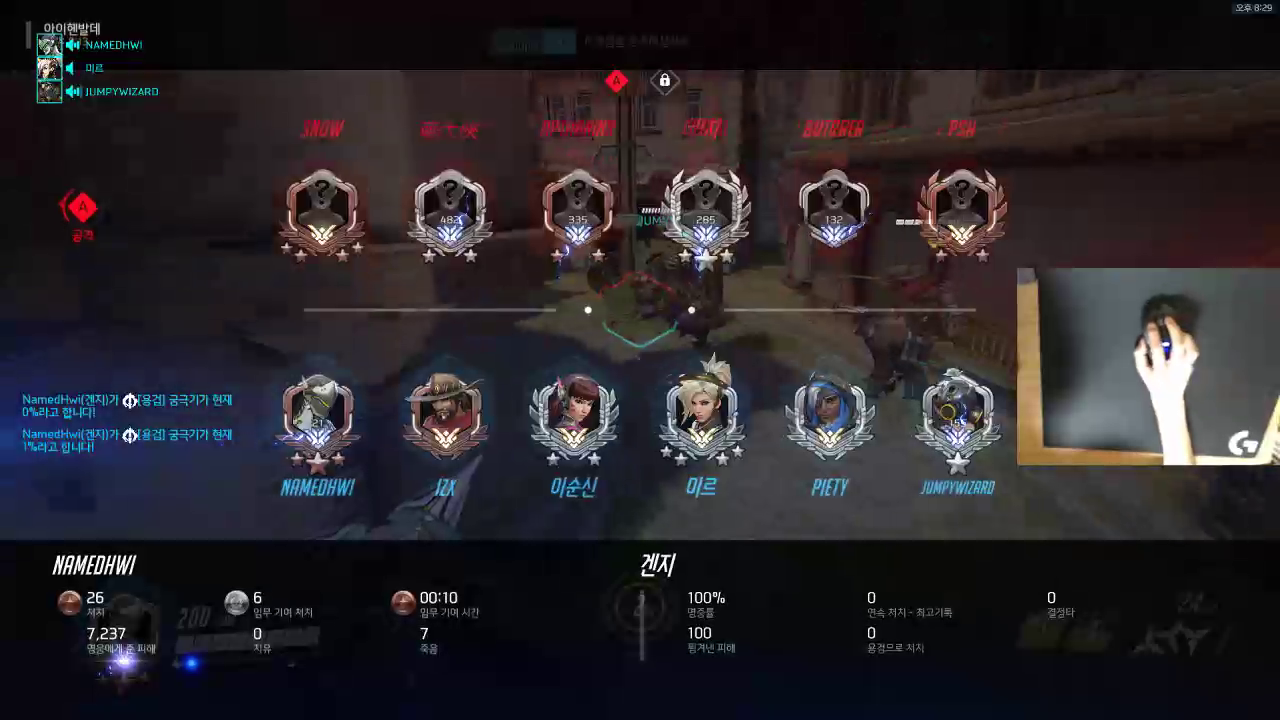 오후 8:29
아이헨발데
NAMEDHWI
미르
JUMPYWIZARD
A
SNOW
BUTCHER
PSH
482
335
285
132
A
공격
NamedHwi(겐지)가 [용검] 궁극기가 현재
0%라고 합니다!
NamedHwi(겐지)가 [용검] 궁극기가 현재
1%라고 합니다!
21
NAMEDHWI
IZX
이순신
미르
PIETY
JUMPYWIZARD
NAMEDHWI
겐지
26
처치
6
임무 기여 처치
00:10
임무 기여 시간
100%
명중률
0
연속 처치 - 최고기록
0
결정타
7,237
영웅에게 준 피해
0
치유
7
죽음
100
튕겨낸 피해
0
용검으로 처치
200
G